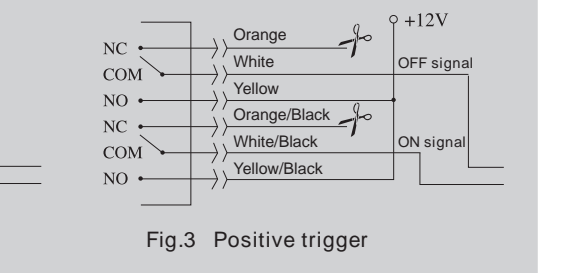 +12V
Orange
NC
White
OFF signal
COM
Yellow
NO
Orange/Black
NC
White/Black
ON signal
COM
Yellow/Black
NO
Fig.3 Positive trigger